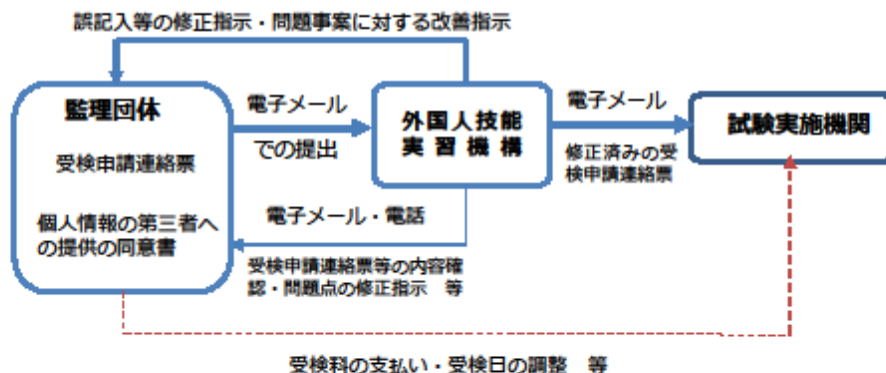 誤記入等の修正指示・問題事案に対する改善指示
監理団体
受検申請連絡票
個人情報の第三者へ
の提供の同意書
電子メール
での提出
外国人技能
実習機構
電子メール
修正済みの受
検申請連絡票
試験実施機関
電子メール・電話
受検申請連絡票等の内容確
認・問題点の修正指示　等
受検料の支払い・受検日の調整　等